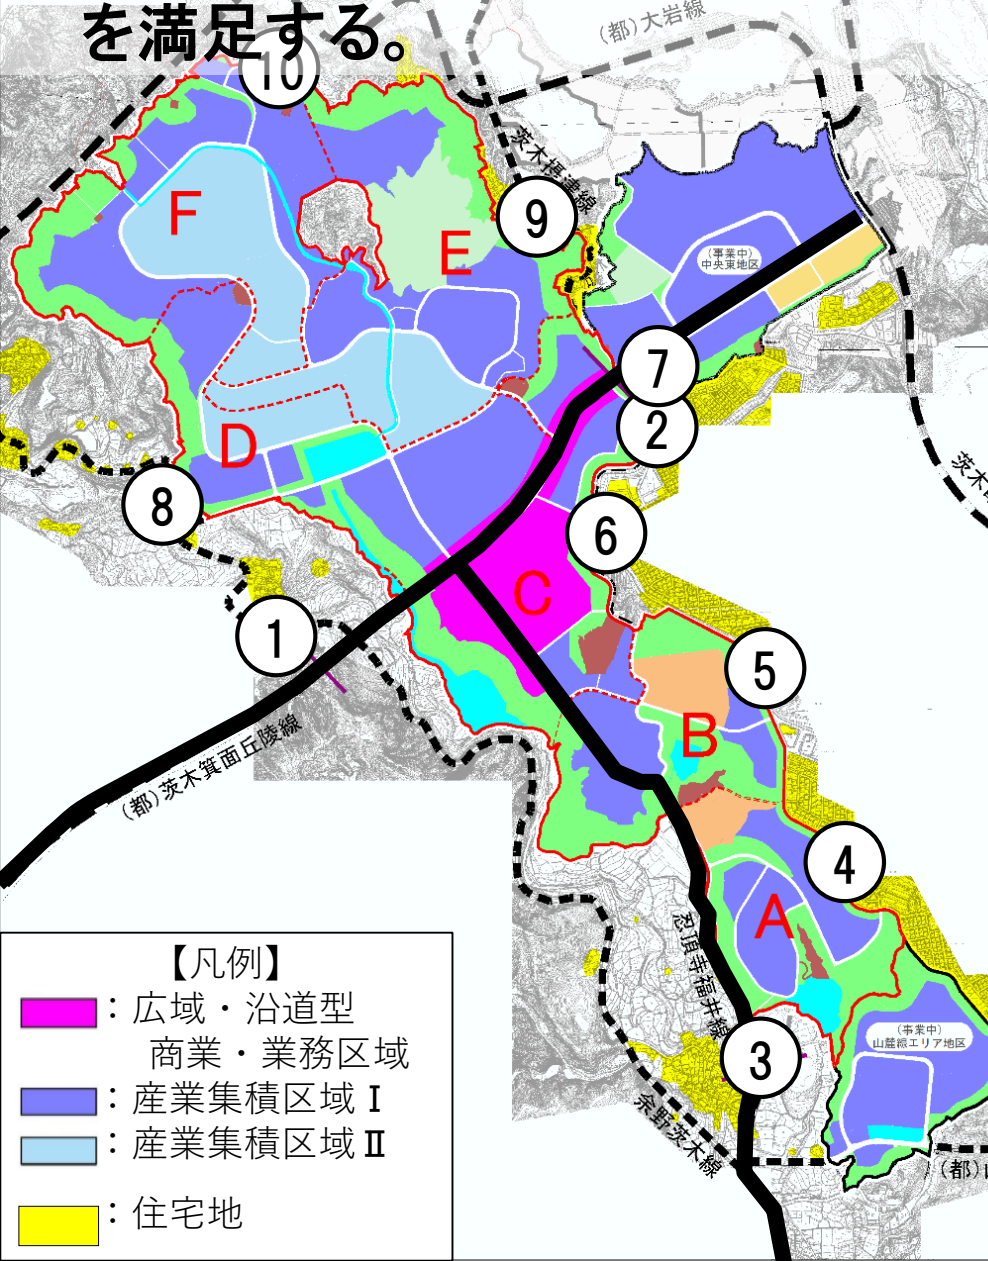 を満足する。
(都)大岩線
10
茨木摂津線
F
9
E
(事業中)
中央東地区
7
2
D
茨木
8
6
C
1
5
B
(都)茨木箕面丘陵線
4
A
忍頂寺福井線
(事業中)
山麓線エリア地区
3
余野茨木線
(都)
【凡例】
：広域・沿道型
商業・業務区域
：産業集積区域Ⅰ
：産業集積区域Ⅱ
：住宅地